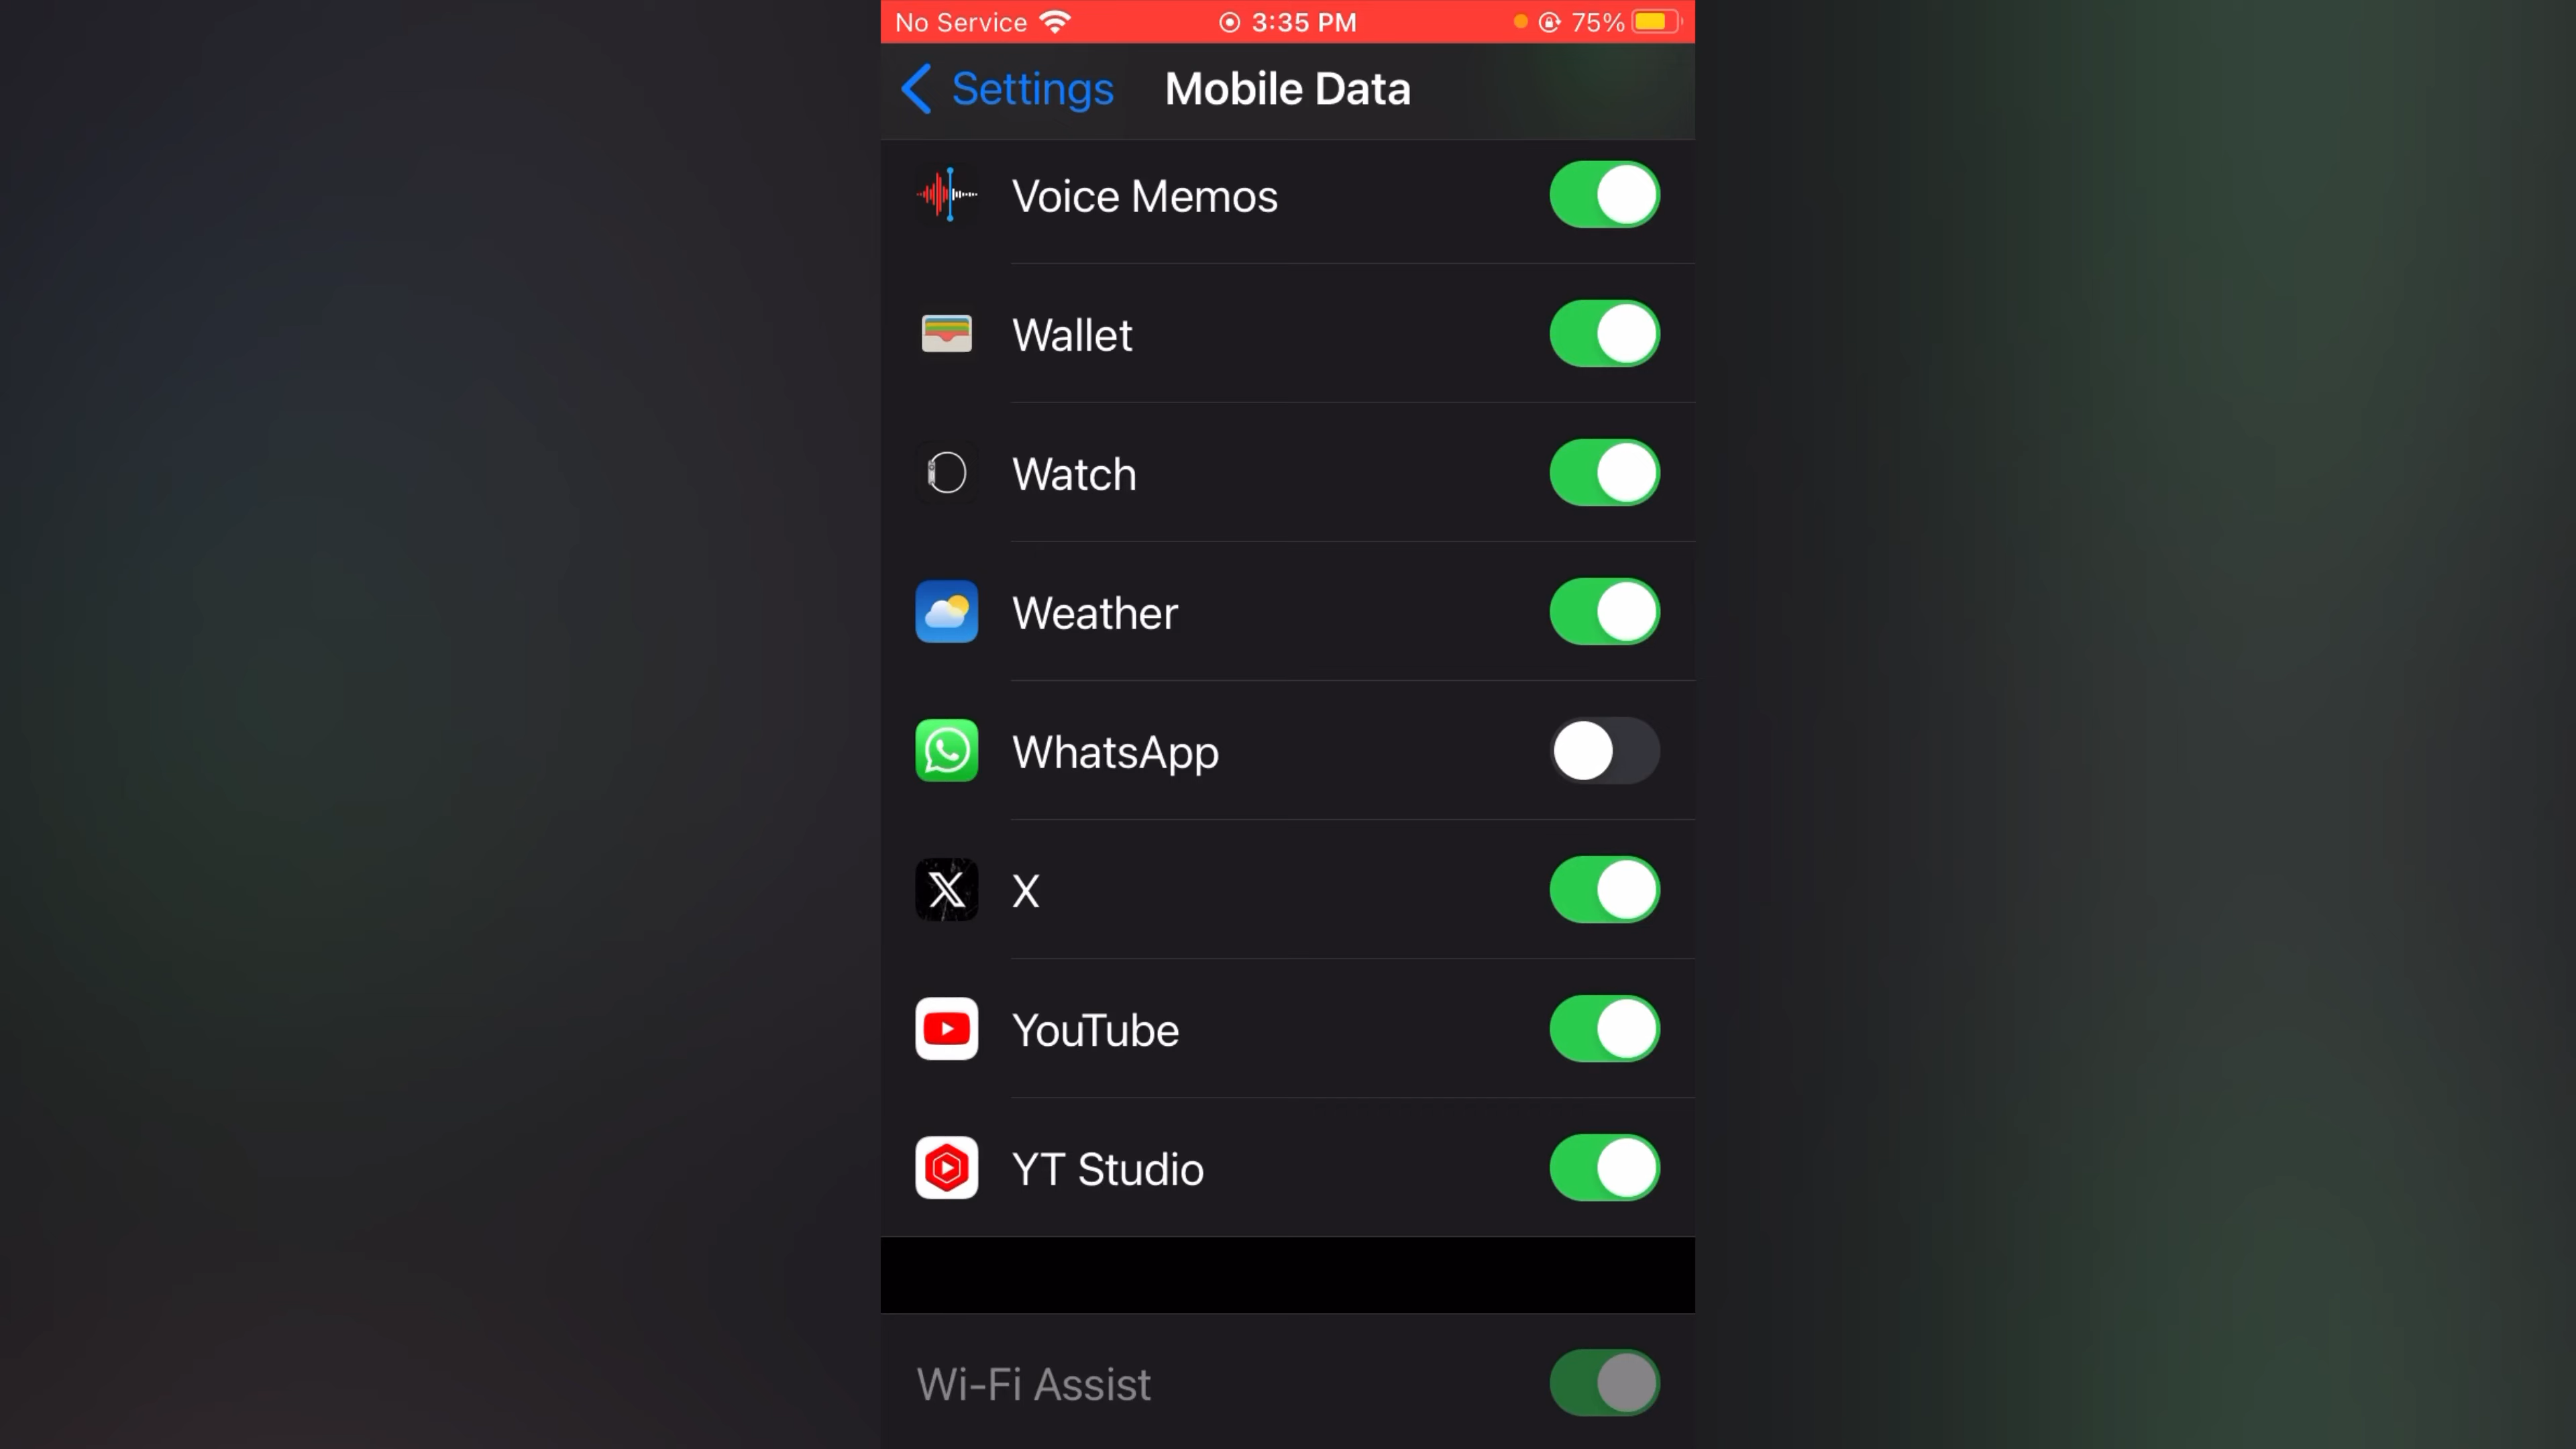 No Service 3:35 PM 75%
Settings Mobile Data
Voice Memos
Wallet
Watch
Weather
WhatsApp
X
YouTube
YT Studio
Wi-Fi Assist